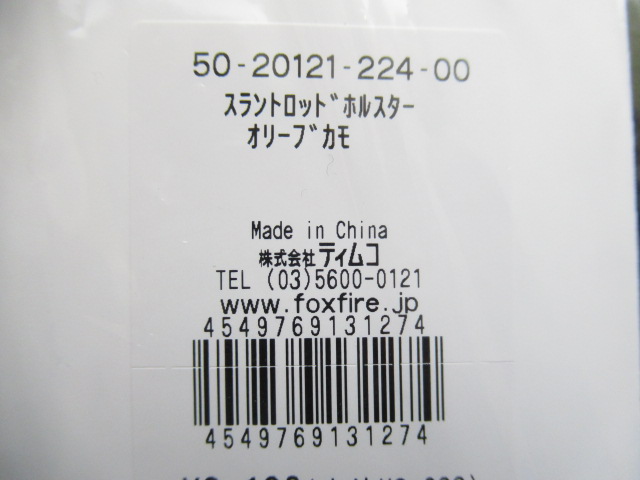 50-20121-224-00
スラントロッドホルスター
オリーブカモ
Made in China
株式会社ティムコ
TEL (03)5600-0121
www.foxfire.jp
4549769131274
4549769131274